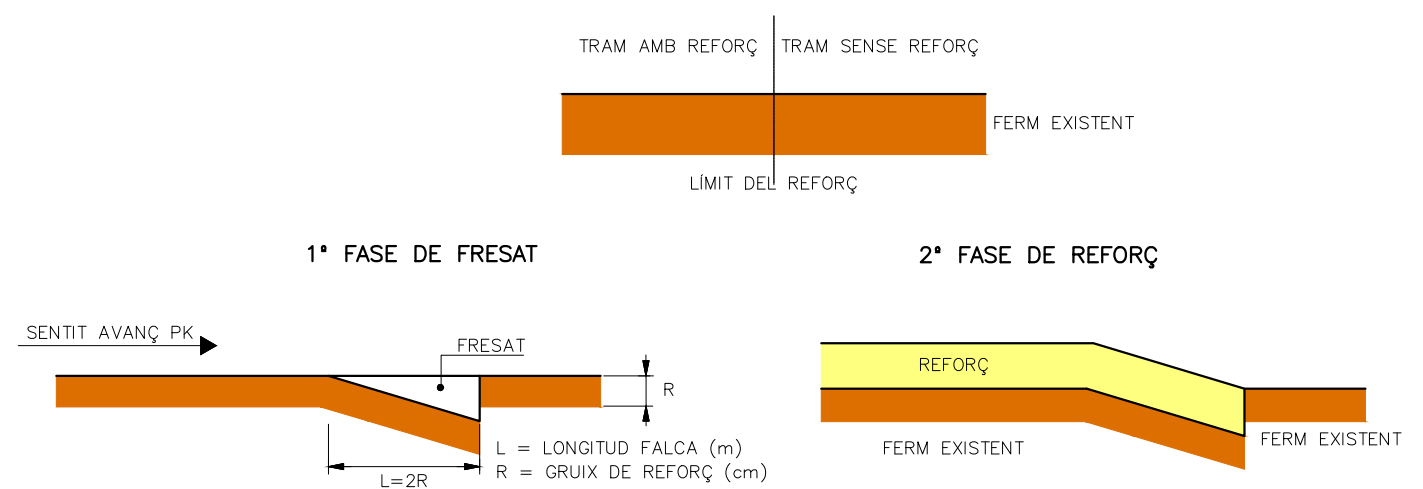 TRAM AMB REFORÇ
TRAM SENSE REFORÇ
FERM EXISTENT
LÍMIT DEL REFORÇ
1ª FASE DE FRESAT
2ª FASE DE REFORÇ
SENTIT AVANÇ PK
FRESAT
R
L = LONGITUD FALCA (m)
R = GRUIX DE REFORÇ (cm)
L=2R
REFORÇ
FERM EXISTENT
FERM EXISTENT